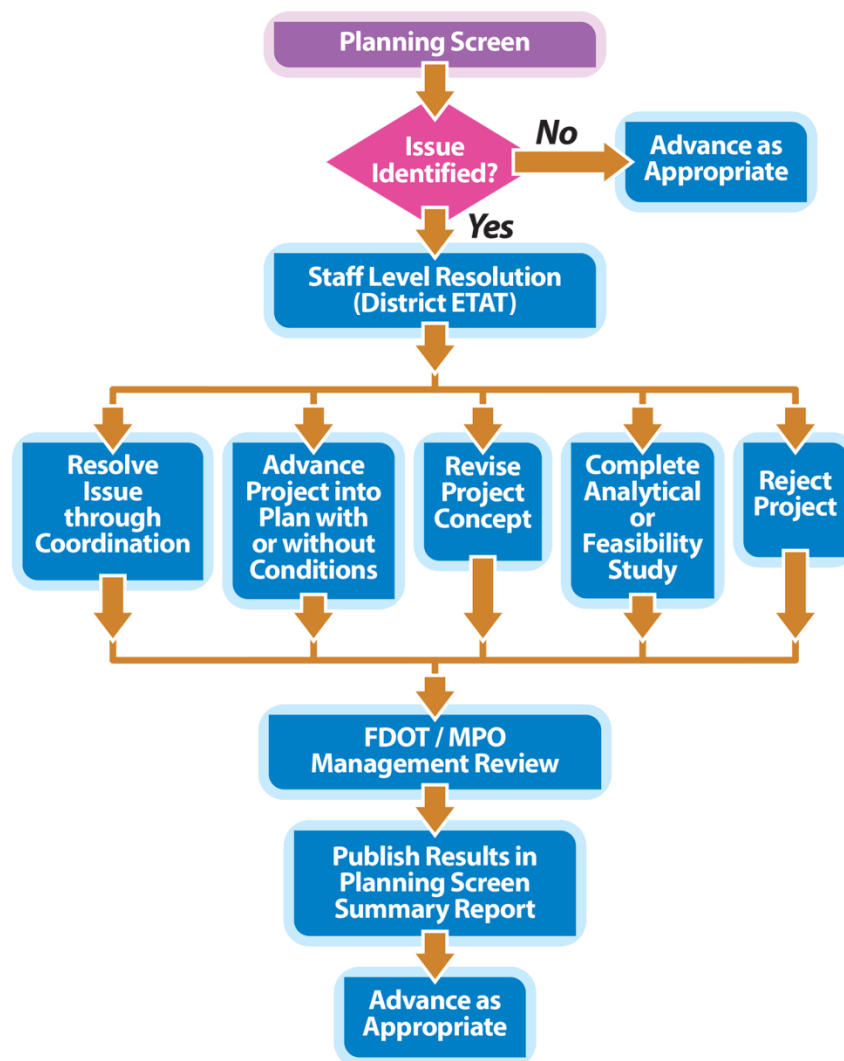 Planning Screen
Issue
Identified?
No
Advance as
Appropriate
Yes
Staff Level Resolution
(District ETAT)
Resolve
Issue
through
Coordination
Advance
Project into
Plan with
or without
Conditions
Revise
Project
Concept
Complete
Analytical
or
Feasibility
Study
Reject
Project
FDOT / MPO
Management Review
Publish Results in
Planning Screen
Summary Report
Advance as
Appropriate